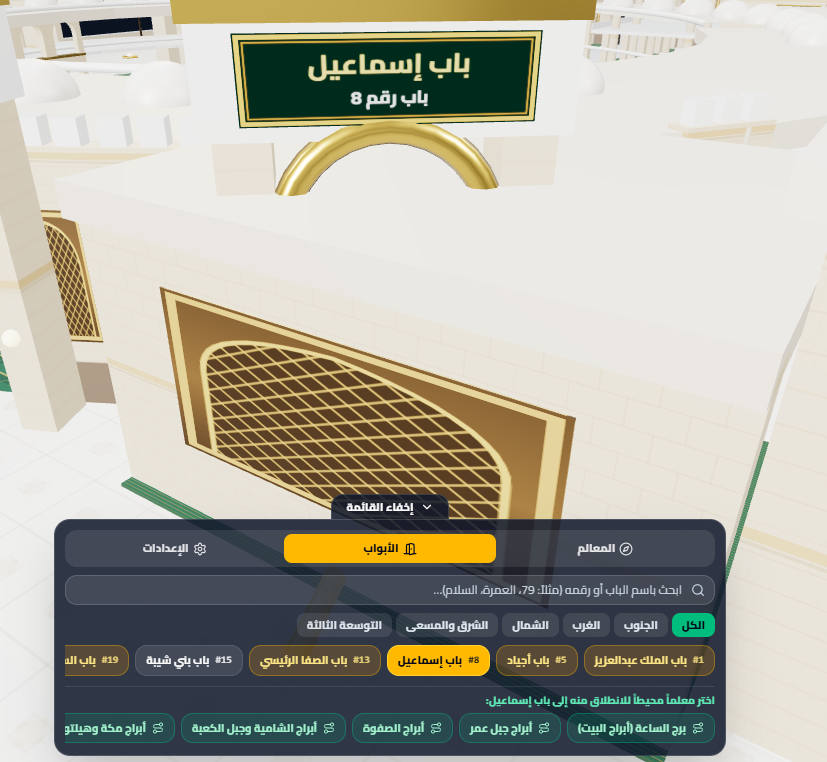 باب إسماعيل
باب رقم 8
إخفاء القائمة
المعالم
الأبواب
الإعدادات
ابحث باسم الباب أو رقمه (مثلاً: 79، العمرة، السلام)...
الكل الجنوب الغرب الشمال الشرق والمسعى التوسعة الثالثة
#1 باب الملك عبدالعزيز #5 باب أجياد #8 باب إسماعيل #13 باب الصفا الرئيسي #15 باب بني شيبة #19 باب
اختر معلماً محيطاً للانطلاق منه إلى باب إسماعيل:
برج الساعة (أبراج البيت) أبراج جبل عمر أبراج الصفوة أبراج الشامية وجبل الكعبة أبراج مكة